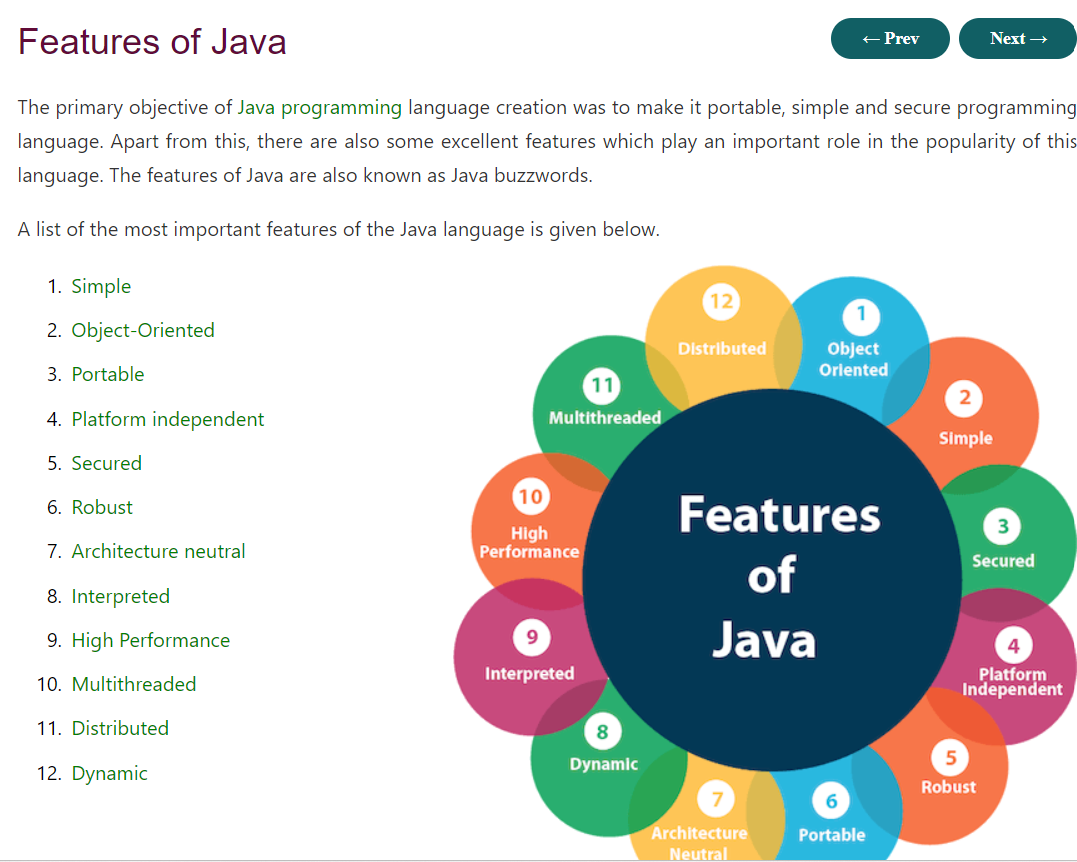 Features of Java
← Prev
Next →
The primary objective of Java programming language creation was to make it portable, simple and secure programming
language. Apart from this, there are also some excellent features which play an important role in the popularity of this
language. The features of Java are also known as Java buzzwords.
A list of the most important features of the Java language is given below.
1. Simple
2. Object-Oriented
3. Portable
4. Platform independent
5. Secured
6. Robust
7. Architecture neutral
8. Interpreted
9. High Performance
10. Multithreaded
11. Distributed
12. Dynamic
Features
of
Java
1
Object
Oriented
2
Simple
3
Secured
4
Platform
Independent
5
Robust
6
Portable
7
Architecture
Neutral
8
Dynamic
9
Interpreted
10
High
Performance
11
Multithreaded
12
Distributed